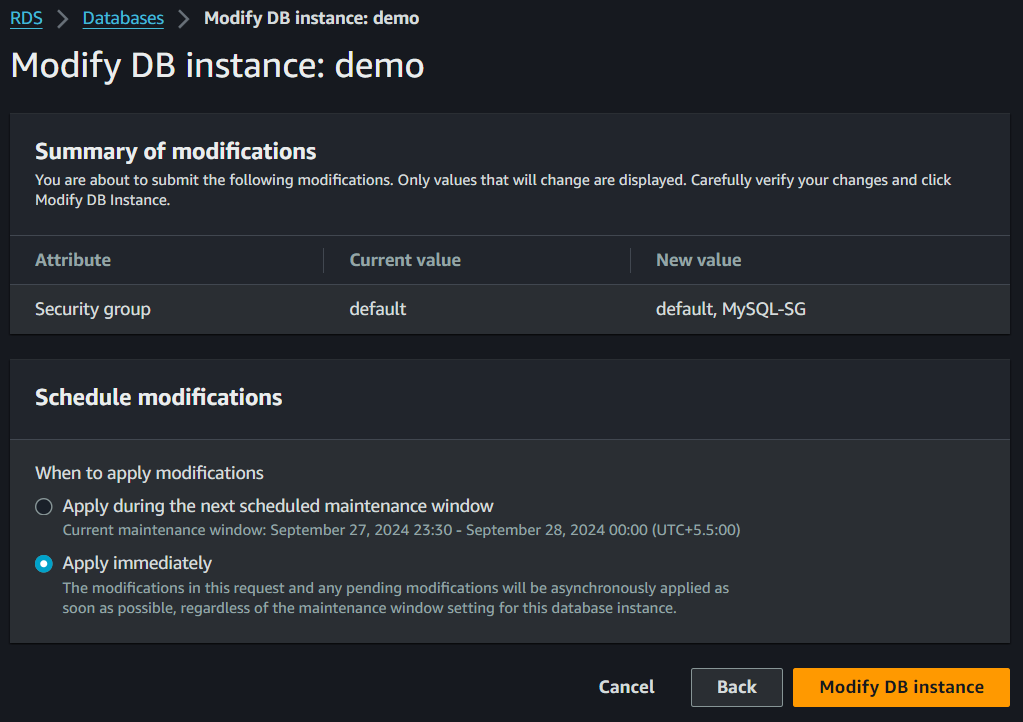 RDS > Databases > Modify DB instance: demo
Modify DB instance: demo
Summary of modifications
You are about to submit the following modifications. Only values that will change are displayed. Carefully verify your changes and click
Modify DB Instance.
Attribute Current value New value
Security group default default, MySQL-SG
Schedule modifications
When to apply modifications
Apply during the next scheduled maintenance window
Current maintenance window: September 27, 2024 23:30 - September 28, 2024 00:00 (UTC+5.5:00)
Apply immediately
The modifications in this request and any pending modifications will be asynchronously applied as
soon as possible, regardless of the maintenance window setting for this database instance.
Cancel Back Modify DB instance